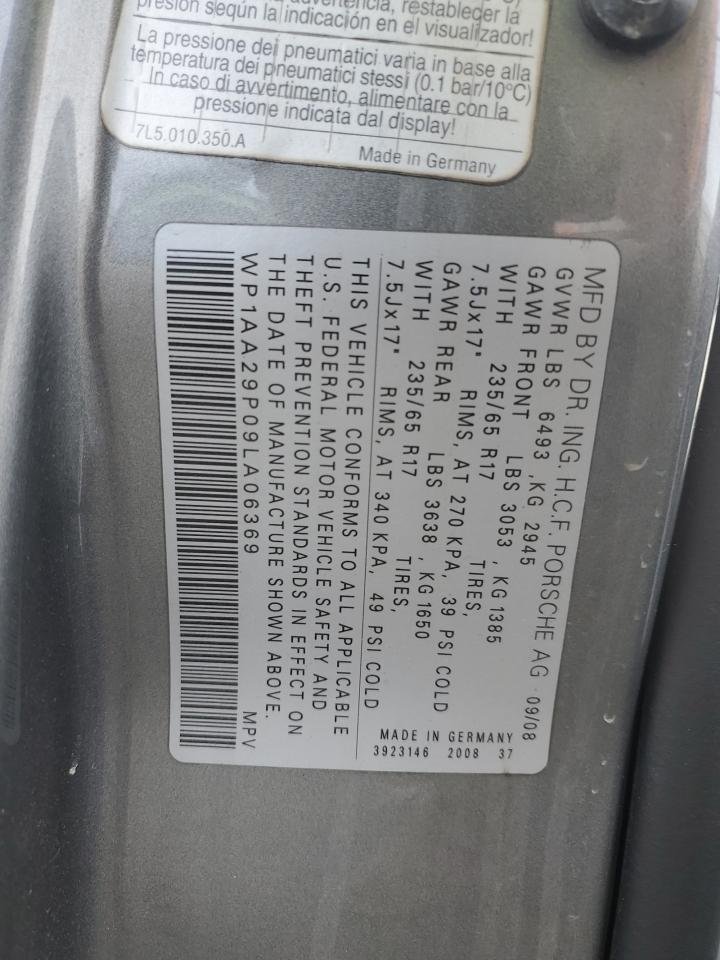 restablecer la
presión según la indicación en el visualizador!
La pressione dei pneumatici varia in base alla
temperatura dei pneumatici stessi (0.1 bar/10°C)
In caso di avvertimento, alimentare con la
pressione indicata dal display!
7L5.010.350.A
Made in Germany
MFD BY DR. ING. H.C.F. PORSCHE AG 09/08
GVWR LBS 6493 ,KG 2945
GAWR FRONT LBS 3053 , KG 1385
WITH 235/65 R17 TIRES,
7.5Jx17" RIMS, AT 270 KPA, 39 PSI COLD
GAWR REAR LBS 3638 , KG 1650
WITH 235/65 R17 TIRES,
7.5Jx17" RIMS, AT 340 KPA, 49 PSI COLD
THIS VEHICLE CONFORMS TO ALL APPLICABLE
U.S. FEDERAL MOTOR VEHICLE SAFETY AND
THEFT PREVENTION STANDARDS IN EFFECT ON
THE DATE OF MANUFACTURE SHOWN ABOVE.
WP1AA29P09LA06369 MPV
MADE IN GERMANY
3923146 2008 37